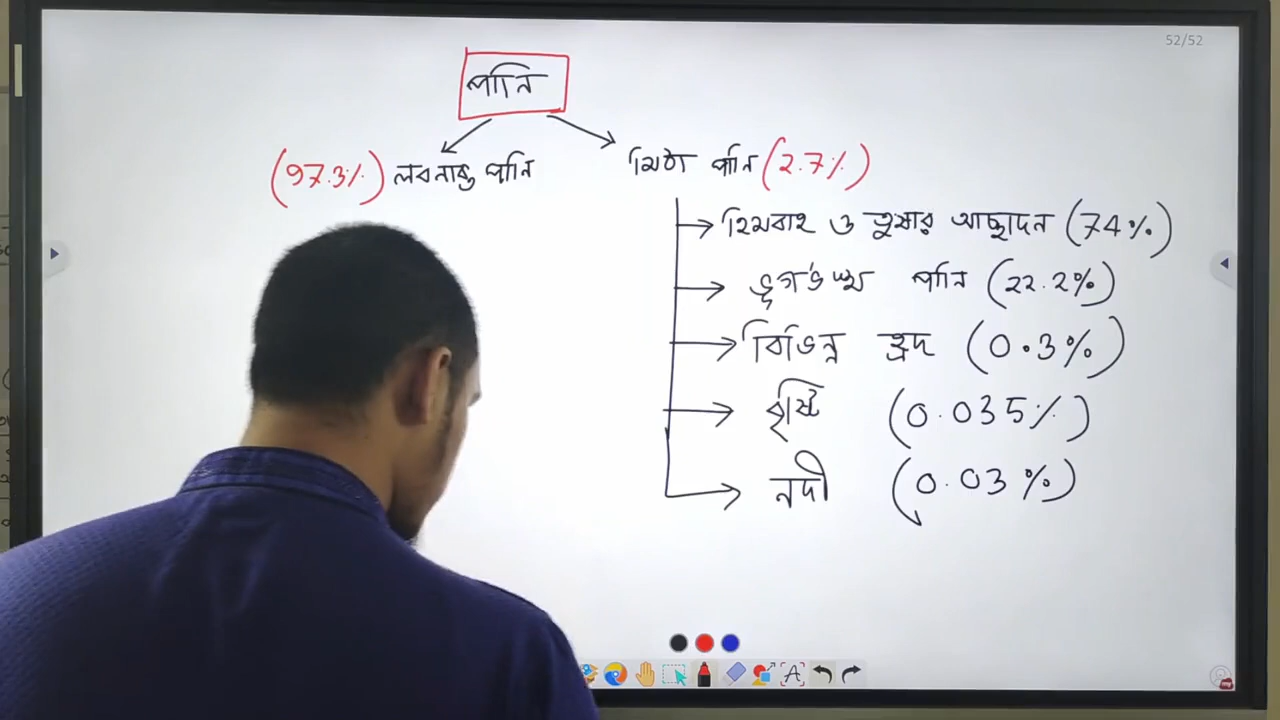 52/52
পানি
(97.3%) লবনাক্ত পানি
মিঠা পানি (2.7%)
হিমবাহ ও তুষার আচ্ছাদন (74%)
ভূগর্ভস্থ পানি (22.2%)
বিভিন্ন হ্রদ (0.3%)
বৃষ্টি (0.035%)
নদী (0.03%)